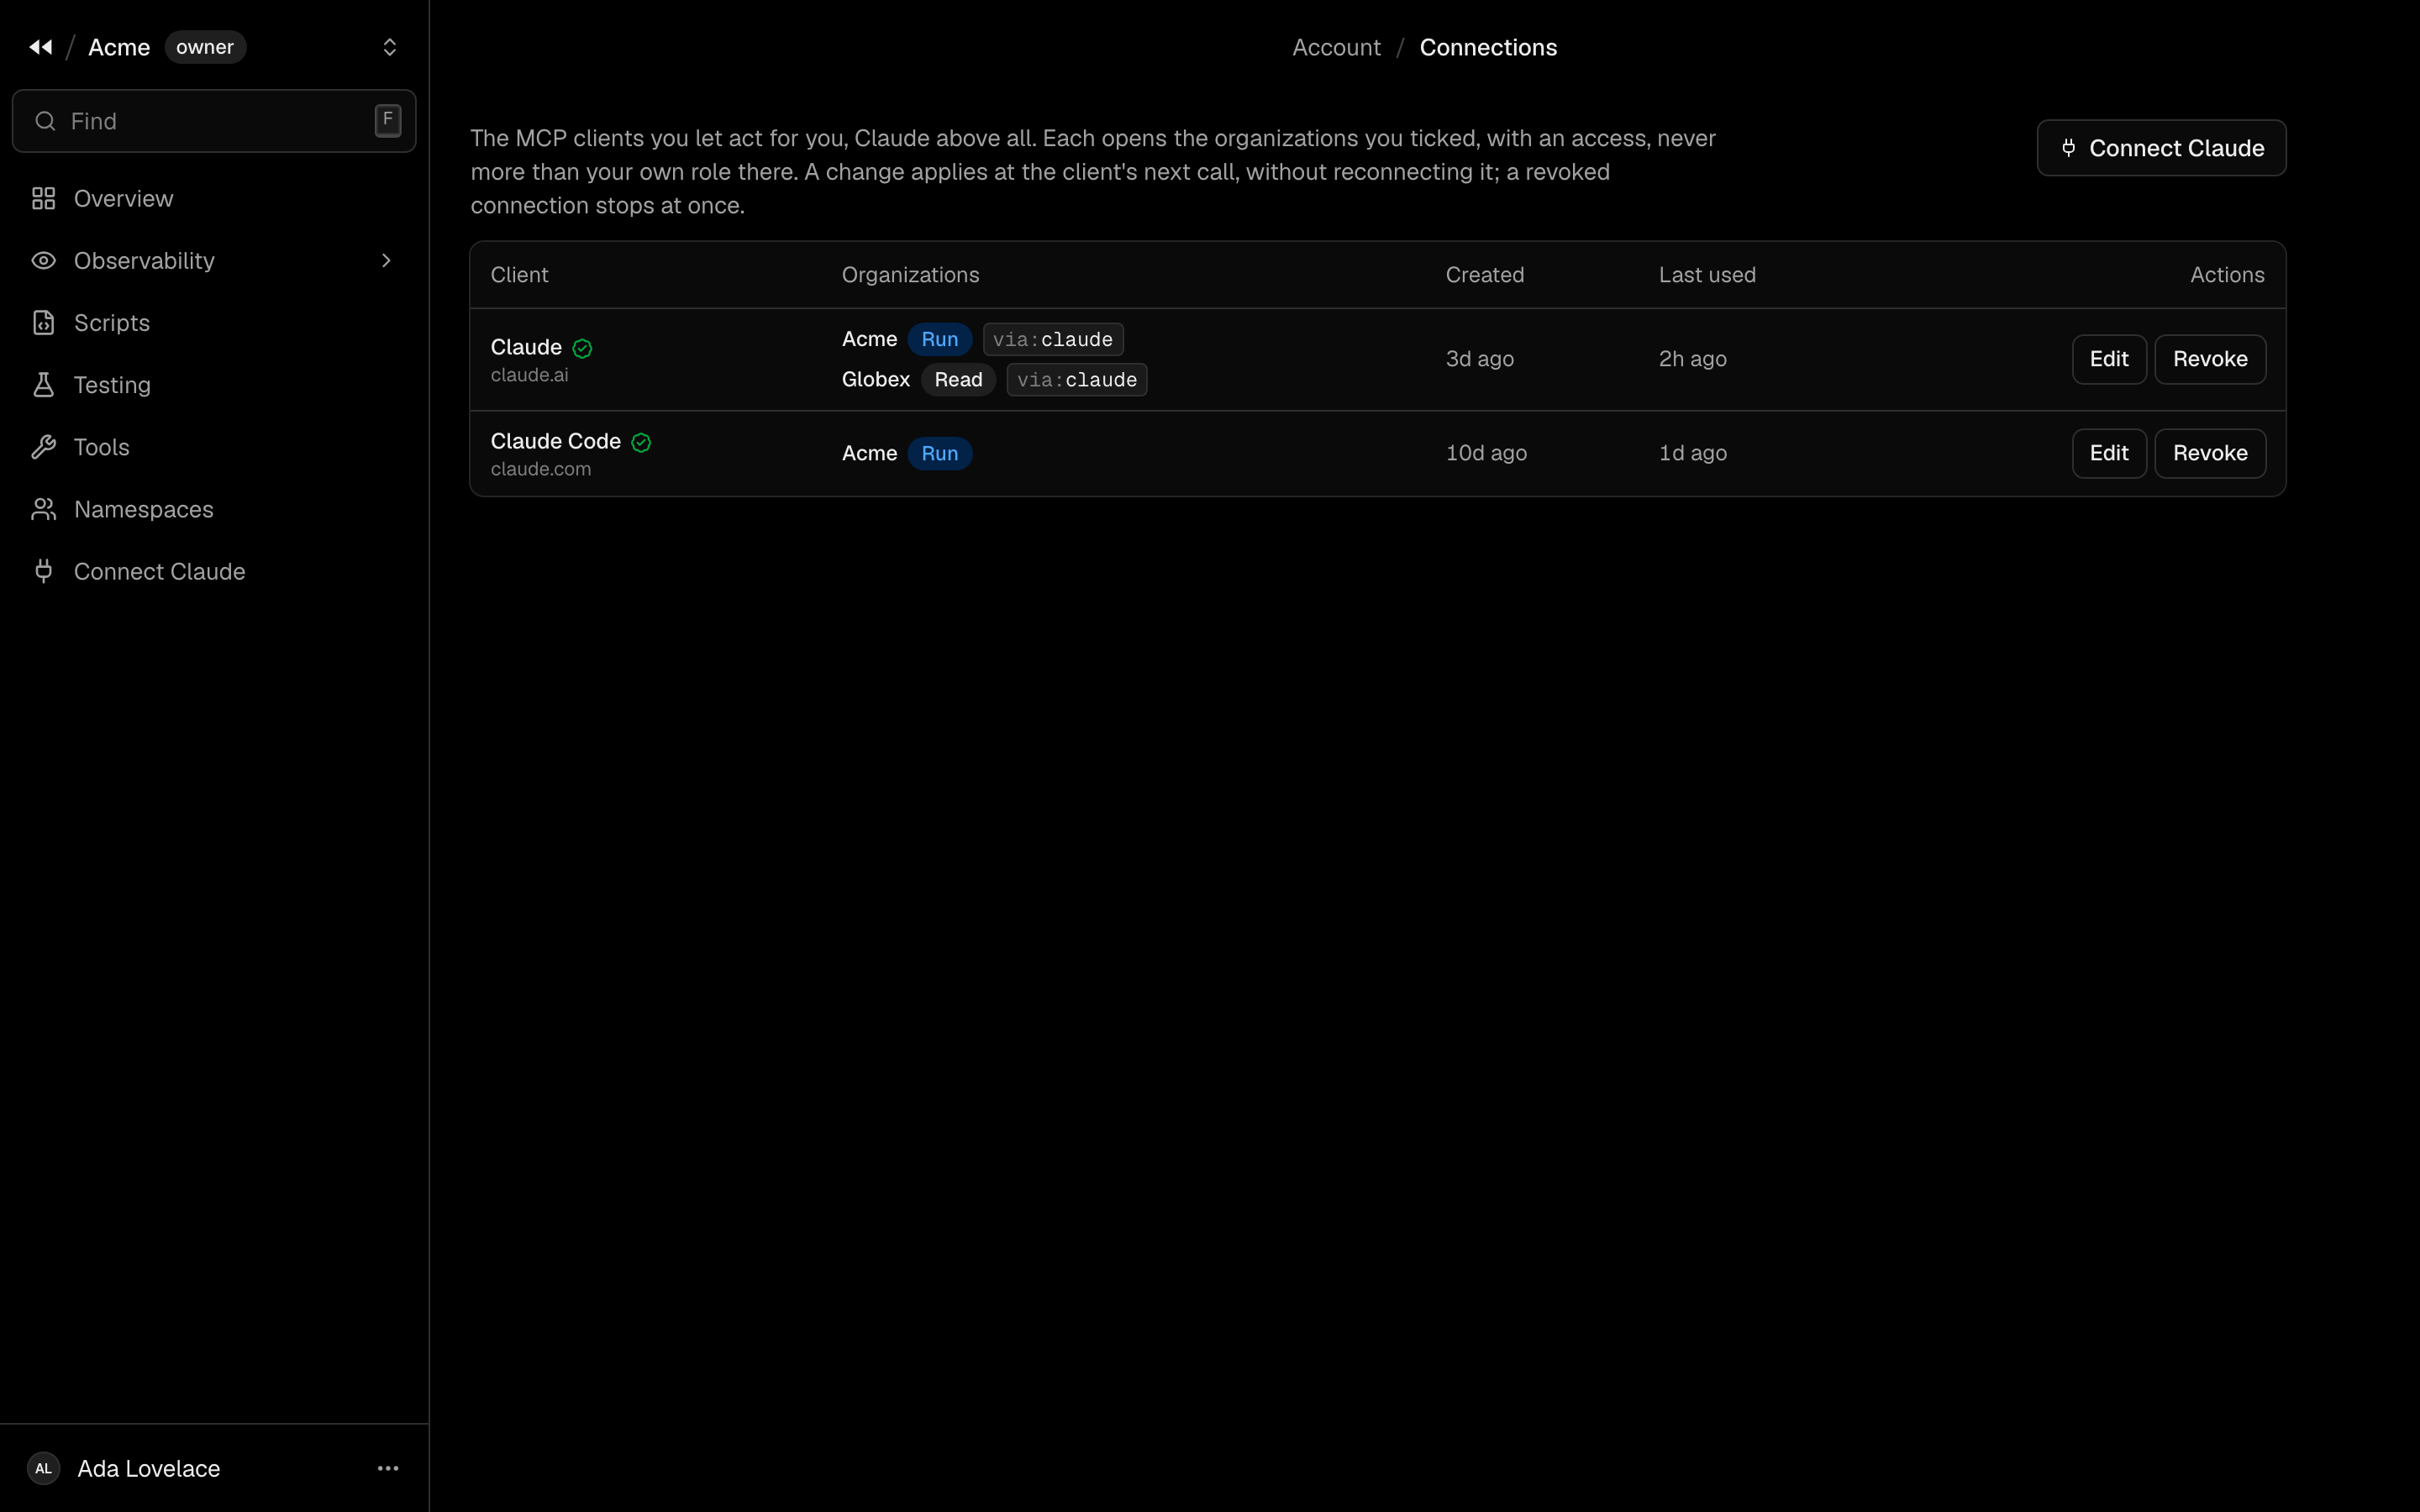 / Acme owner
Find F
Overview
Observability
Scripts
Testing
Tools
Namespaces
Connect Claude
AL Ada Lovelace
Account / Connections
The MCP clients you let act for you, Claude above all. Each opens the organizations you ticked, with an access, never
more than your own role there. A change applies at the client's next call, without reconnecting it; a revoked
connection stops at once.
Connect Claude
Client Organizations Created Last used Actions
Claude
claude.ai
Acme Run via:claude
Globex Read via:claude
3d ago 2h ago Edit Revoke
Claude Code
claude.com
Acme Run 10d ago 1d ago Edit Revoke